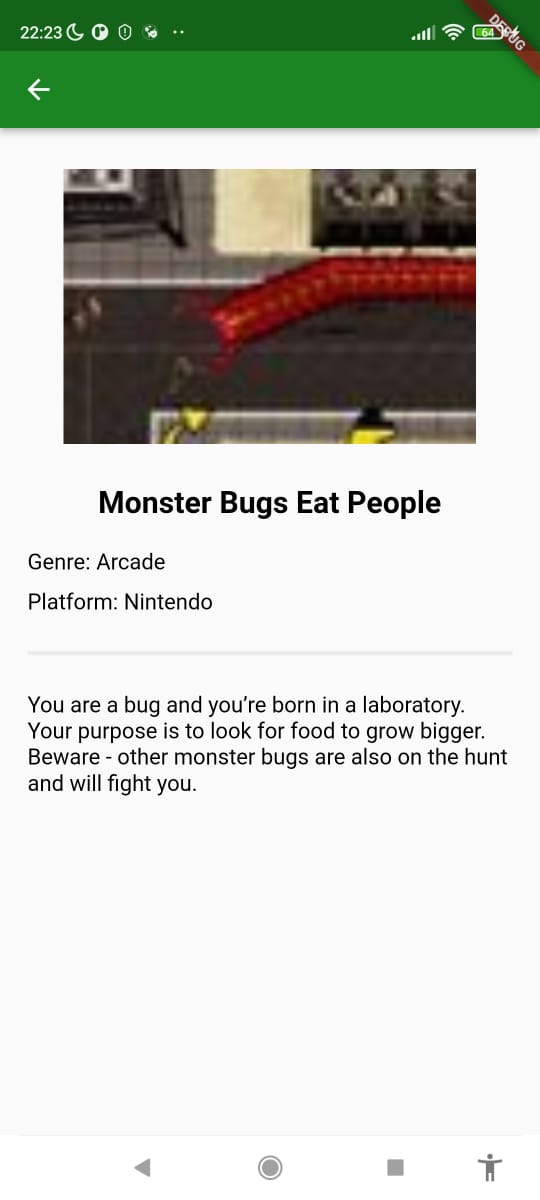 22:23
64
DEBUG
Monster Bugs Eat People
Genre: Arcade
Platform: Nintendo
You are a bug and you’re born in a laboratory.
Your purpose is to look for food to grow bigger.
Beware - other monster bugs are also on the hunt
and will fight you.